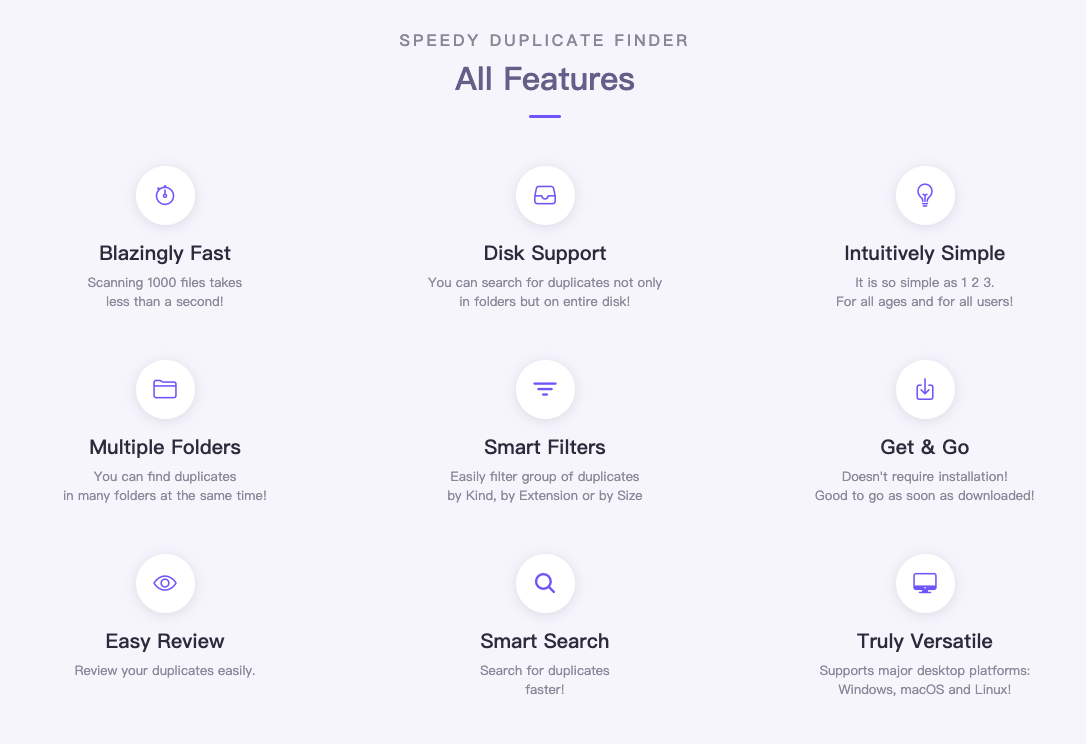 SPEEDY DUPLICATE FINDER
All Features
Blazingly Fast
Scanning 1000 files takes
less than a second!
Disk Support
You can search for duplicates not only
in folders but on entire disk!
Intuitively Simple
It is so simple as 1 2 3.
For all ages and for all users!
Multiple Folders
You can find duplicates
in many folders at the same time!
Smart Filters
Easily filter group of duplicates
by Kind, by Extension or by Size
Get & Go
Doesn't require installation!
Good to go as soon as downloaded!
Easy Review
Review your duplicates easily.
Smart Search
Search for duplicates
faster!
Truly Versatile
Supports major desktop platforms:
Windows, macOS and Linux!